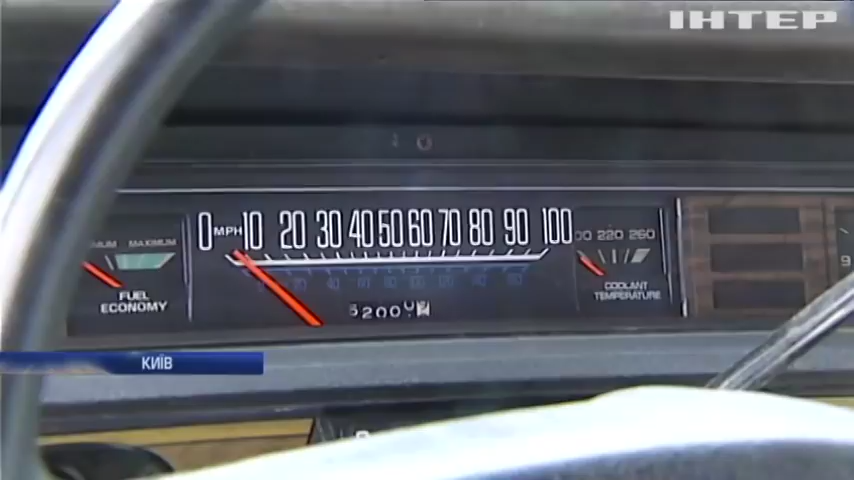 ІНТЕР
0 MPH 10 20 30 40 50 60 70 80 90 100
MAXIMUM
FUEL
ECONOMY
220 260
COOLANT
TEMPERATURE
КИЇВ